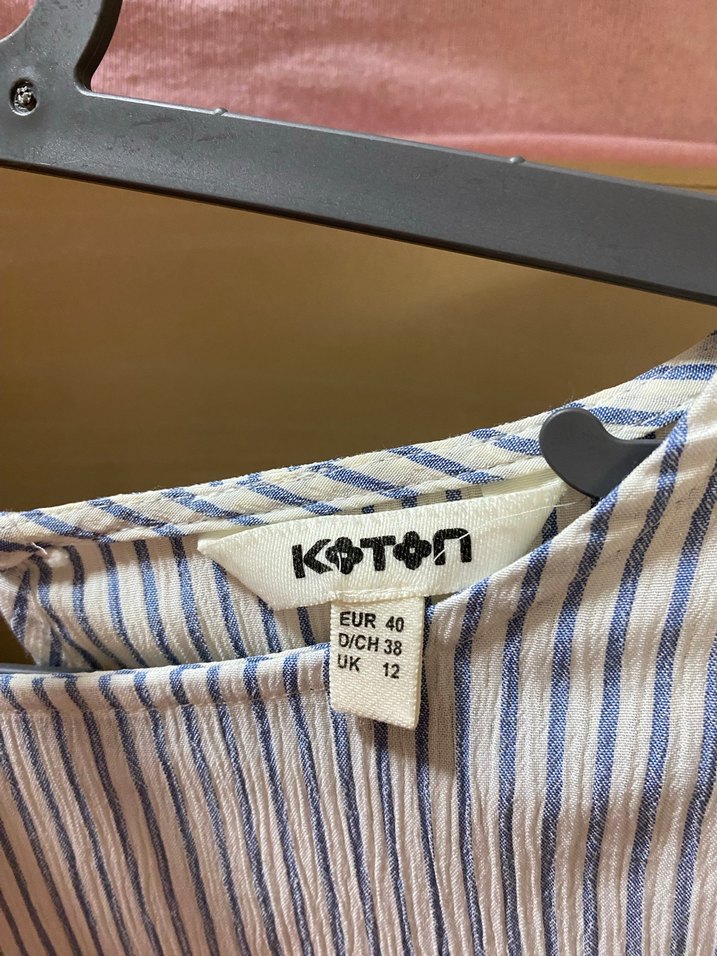 KOTON
EUR 40
D/CH 38
UK 12